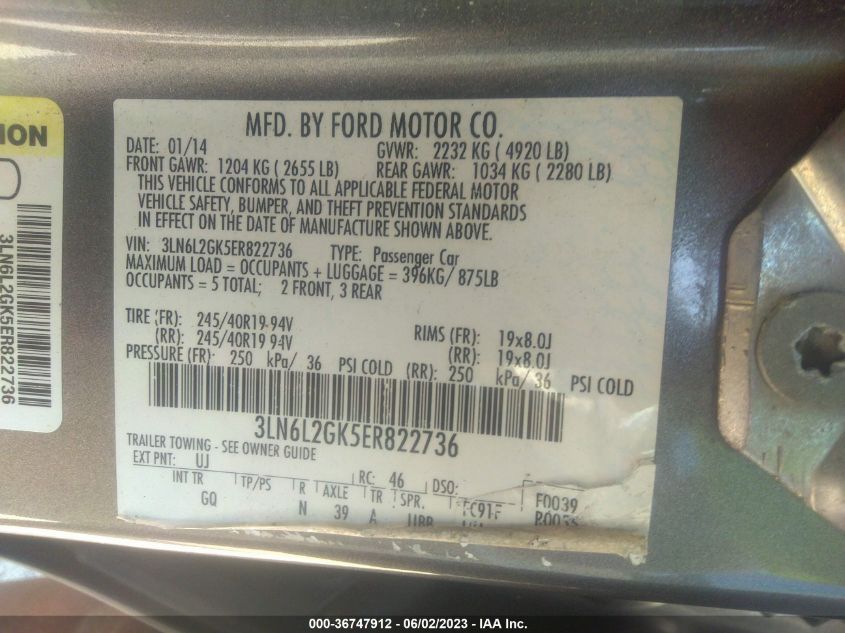 MFD. BY FORD MOTOR CO.
DATE: 01/14 GVWR: 2232 KG ( 4920 LB)
FRONT GAWR: 1204 KG ( 2655 LB) REAR GAWR: 1034 KG ( 2280 LB)
THIS VEHICLE CONFORMS TO ALL APPLICABLE FEDERAL MOTOR
VEHICLE SAFETY, BUMPER, AND THEFT PREVENTION STANDARDS
IN EFFECT ON THE DATE OF MANUFACTURE SHOWN ABOVE.
VIN: 3LN6L2GK5ER822736 TYPE: Passenger Car
MAXIMUM LOAD = OCCUPANTS + LUGGAGE = 396KG/ 875LB
OCCUPANTS = 5 TOTAL; 2 FRONT, 3 REAR
TIRE (FR): 245/40R19 94V RIMS (FR): 19x8.0J
(RR): 245/40R19 94V (RR): 19x8.0J
PRESSURE (FR): 250 kPa/ 36 PSI COLD (RR): 250 kPa/ 36 PSI COLD
3LN6L2GK5ER822736
TRAILER TOWING - SEE OWNER GUIDE
EXT PNT: UJ RC: 46 DSO: F0039
INT TR TP/PS R AXLE TR SPR.
GQ N 39 A
ION
3LN6L2GK5ER822736
000-36747912 - 06/02/2023 - IAA Inc.